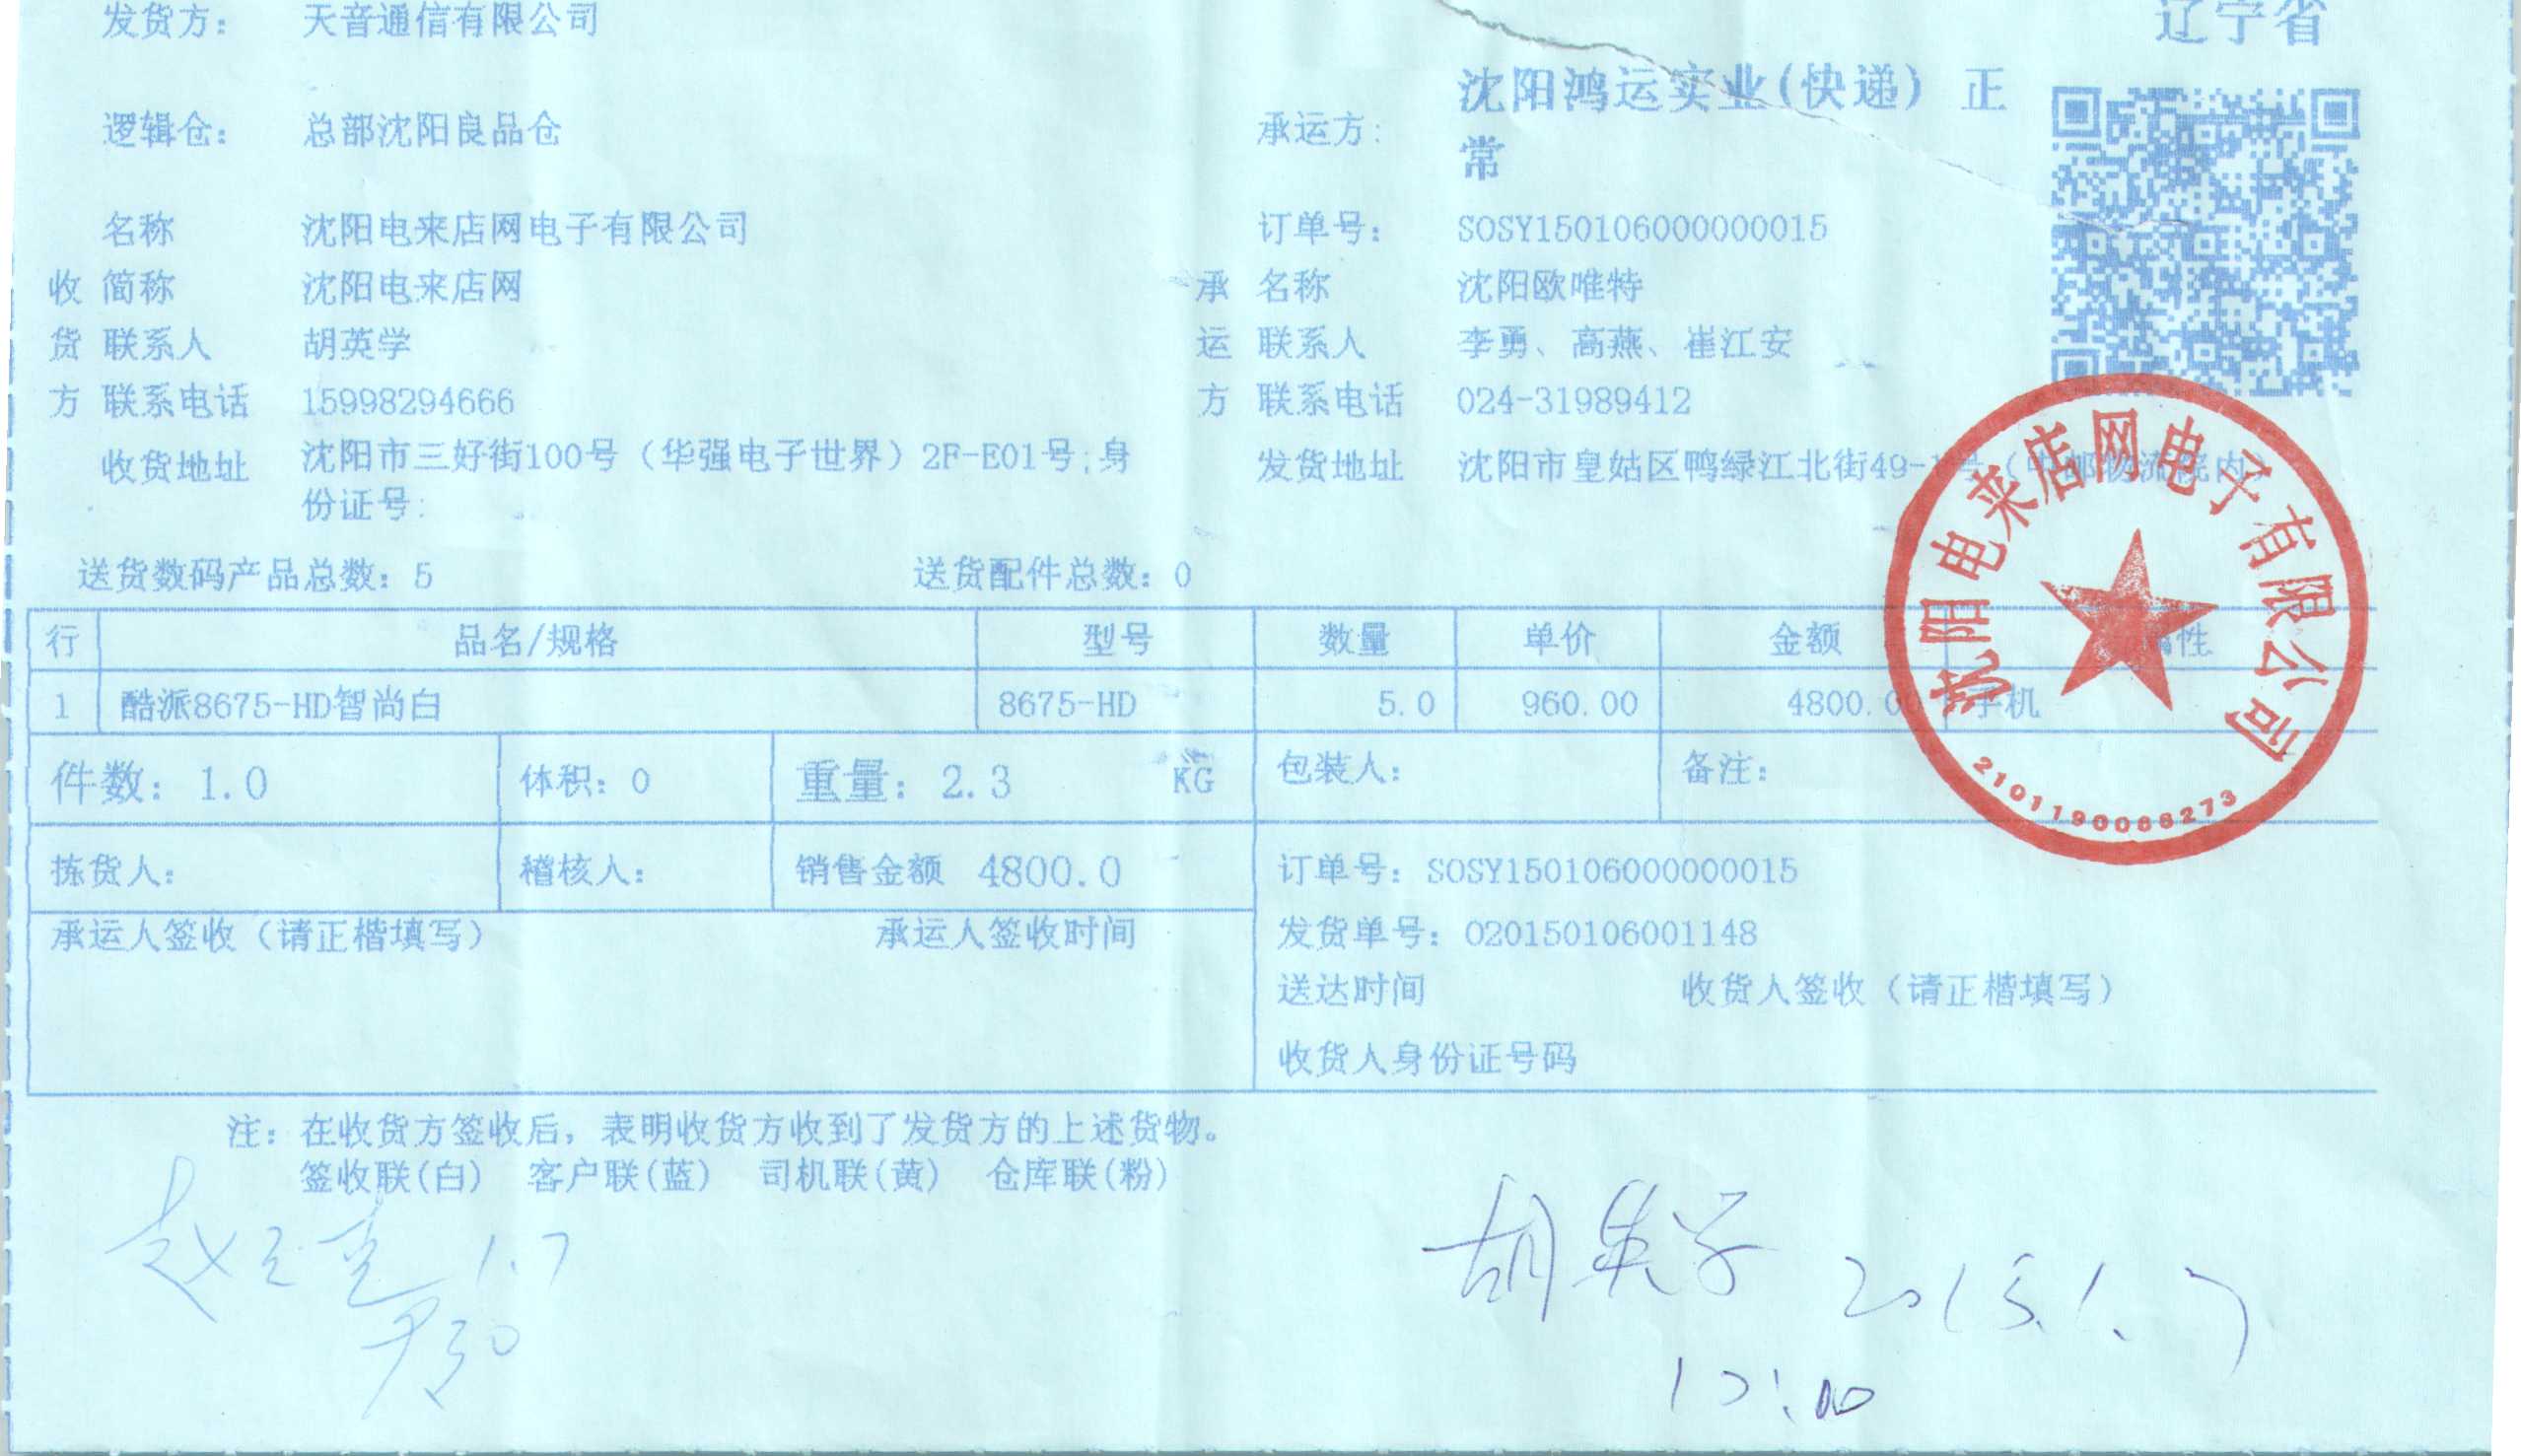 辽宁省
发货方： 天音通信有限公司
沈阳鸿运实业(快递) 正
逻辑仓： 总部沈阳良品仓 承运方：
常
名称 沈阳电来店网电子有限公司 订单号： SOSY150106000000015
收 简称 沈阳电来店网 承 名称 沈阳欧唯特
货 联系人 胡英学 运 联系人 李勇、高燕、崔江安
方 联系电话 15998294666 方 联系电话 024-31989412
收货地址 沈阳市三好街100号（华强电子世界）2F-E01号;身 发货地址 沈阳市皇姑区鸭绿江北街49-1号（中邮物流院内）
份证号:
送货数码产品总数：5 送货配件总数：0
行 品名/规格 型号 数量 单价 金额 属性
1 酷派8675-HD智尚白 8675-HD 5.0 960.00 4800.00 手机
件数：1.0 体积：0 重量：2.3 KG 包装人： 备注：
拣货人： 稽核人： 销售金额 4800.0 订单号：SOSY150106000000015
承运人签收（请正楷填写） 承运人签收时间 发货单号：020150106001148
送达时间 收货人签收（请正楷填写）
收货人身份证号码
沈阳电来店网电子有限公司
2101190068273
注：在收货方签收后，表明收货方收到了发货方的上述货物。
签收联(白) 客户联(蓝) 司机联(黄) 仓库联(粉)
1.7
胡英学 2015.1.7